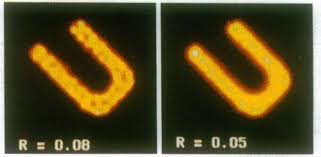 R = 0.08
R = 0.05